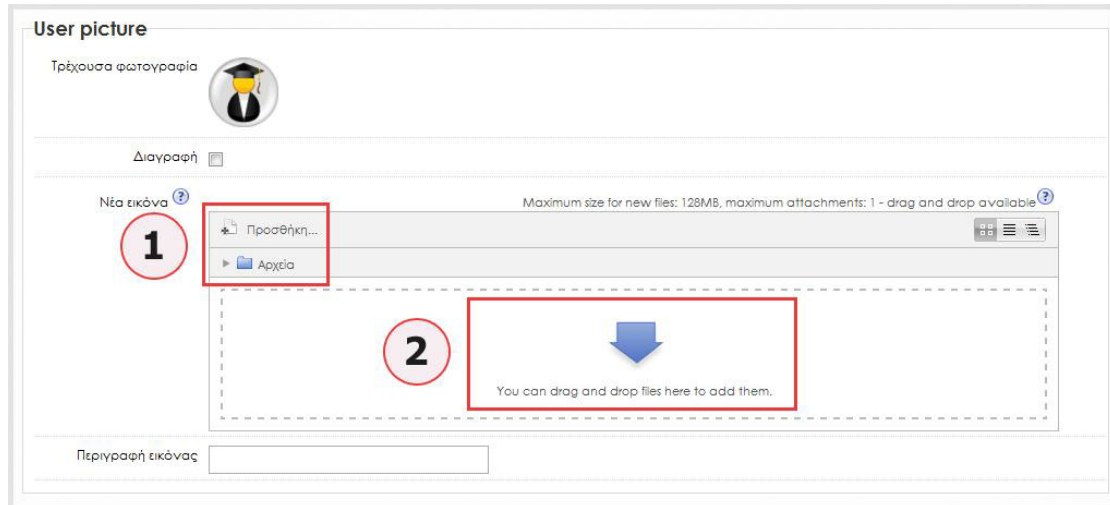 User picture
Τρέχουσα φωτογραφία
Διαγραφή
Νέα εικόνα ?
Maximum size for new files: 128MB, maximum attachments: 1 - drag and drop available ?
1
Προσθήκη...
Αρχεία
2
You can drag and drop files here to add them.
Περιγραφή εικόνας